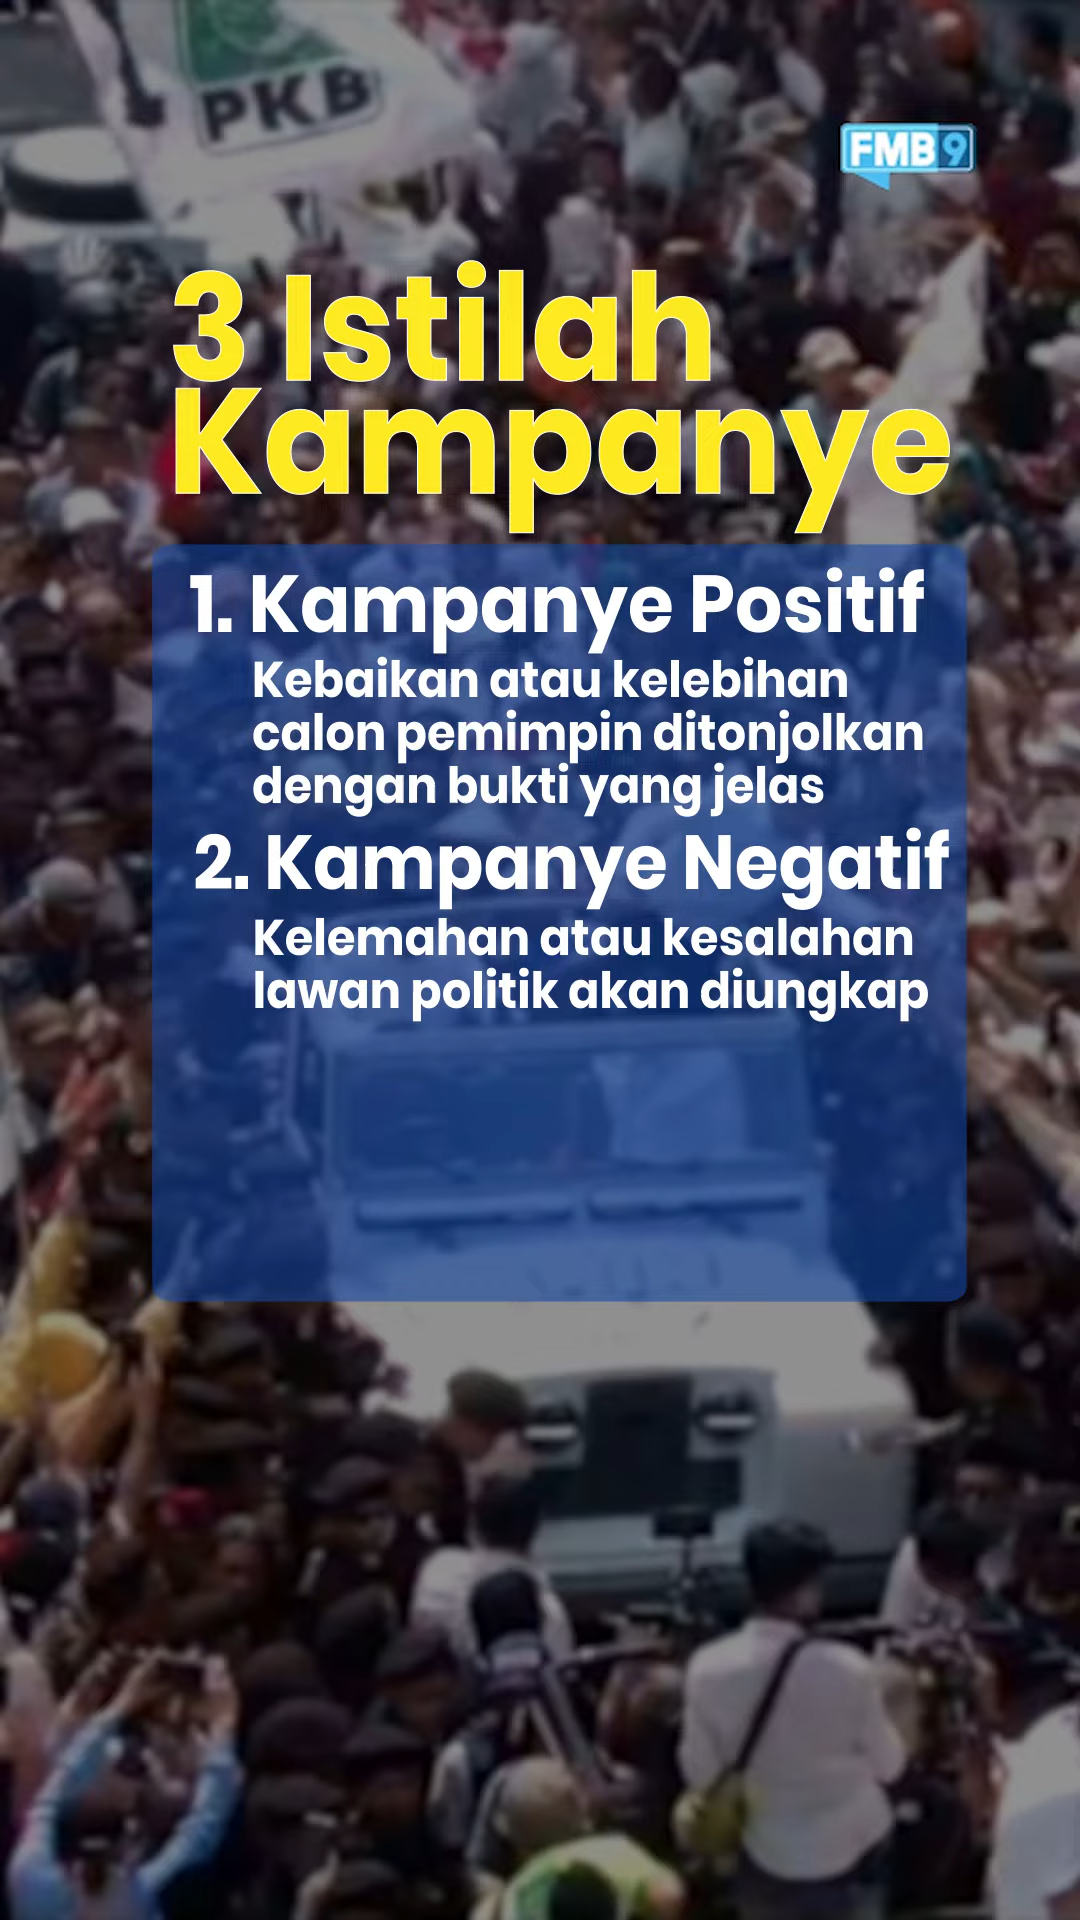 PKB
FMB9
3 Istilah
Kampanye
1. Kampanye Positif
Kebaikan atau kelebihan
calon pemimpin ditonjolkan
dengan bukti yang jelas
2. Kampanye Negatif
Kelemahan atau kesalahan
lawan politik akan diungkap